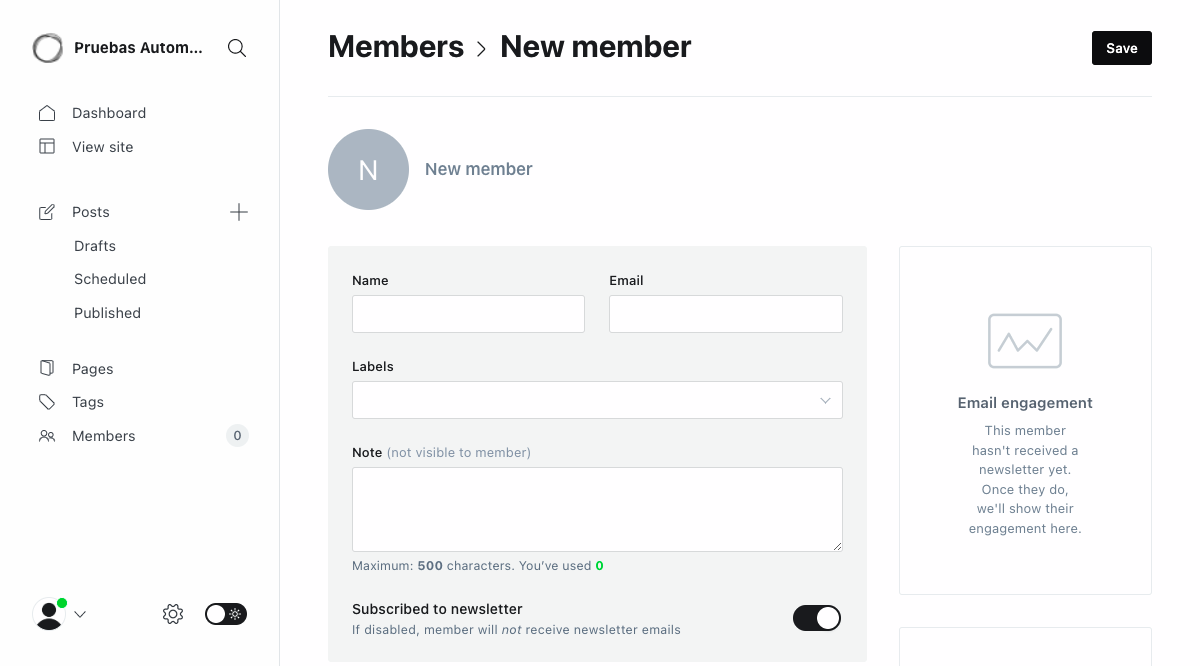 Pruebas Autom...
Dashboard
View site
Posts
Drafts
Scheduled
Published
Pages
Tags
Members
0
Members > New member
Save
N
New member
Name
Email
Labels
Note (not visible to member)
Maximum: 500 characters. You've used 0
Subscribed to newsletter
If disabled, member will not receive newsletter emails
Email engagement
This member
hasn't received a
newsletter yet.
Once they do,
we'll show their
engagement here.